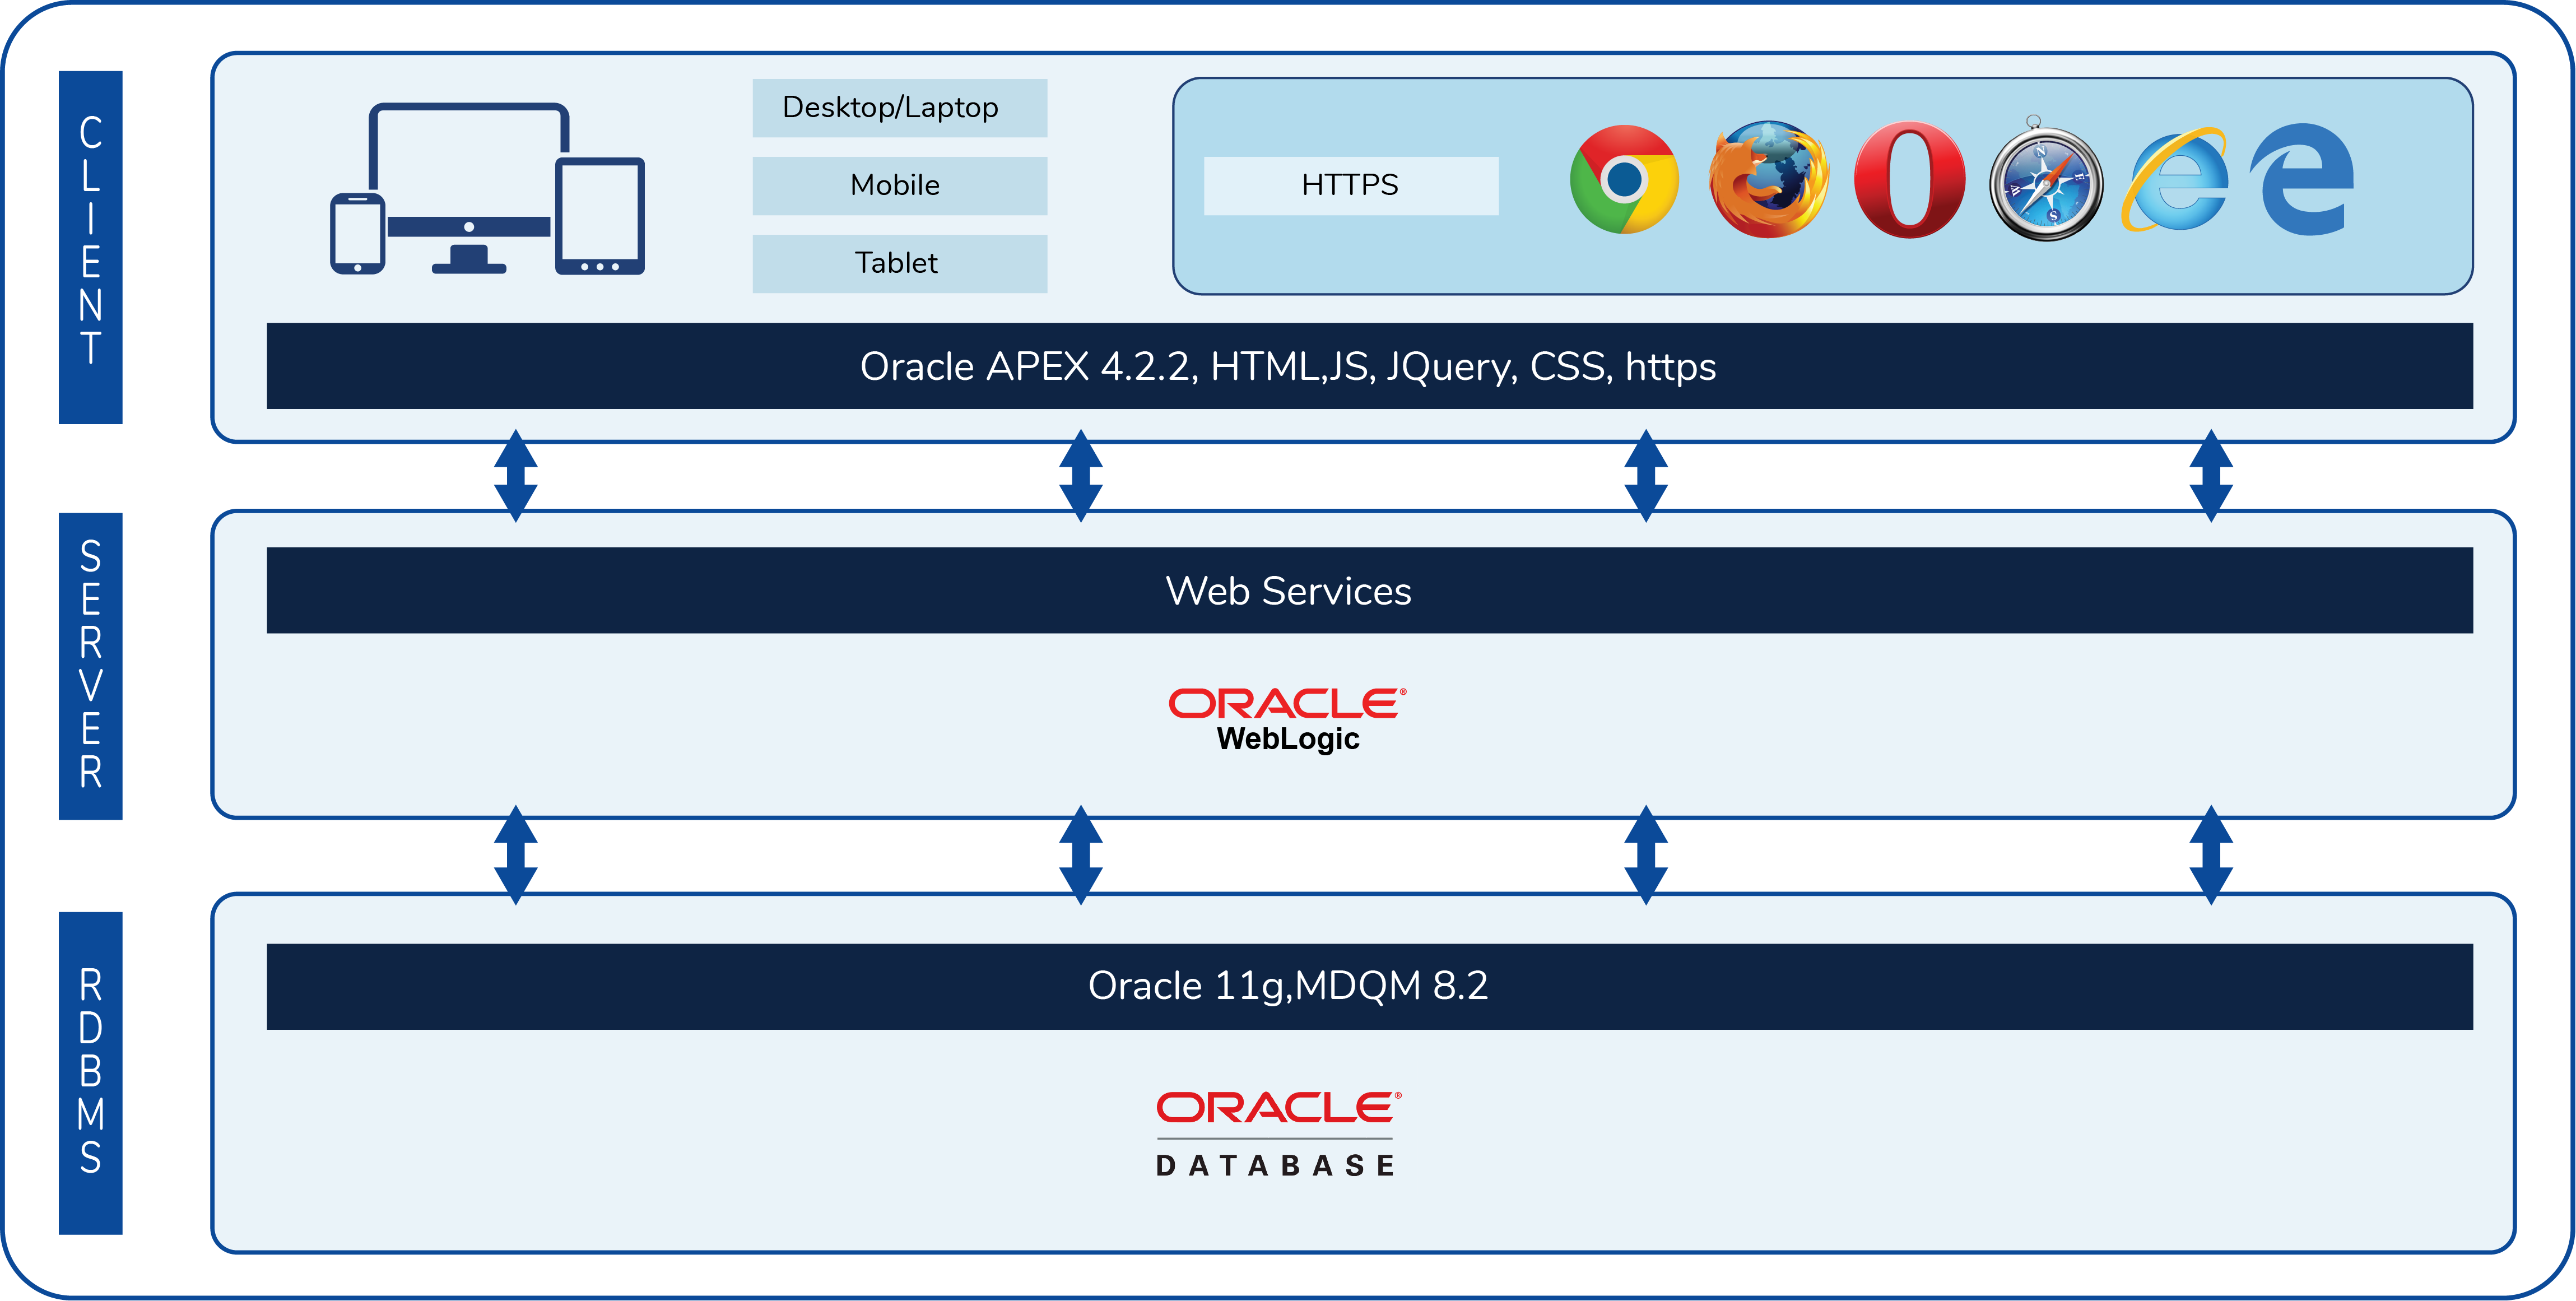 CLIENT
Desktop/Laptop
Mobile
Tablet
HTTPS
N
E
S
W
Oracle APEX 4.2.2, HTML,JS, JQuery, CSS, https
SERVER
Web Services
ORACLE®
WebLogic
RDBMS
Oracle 11g,MDQM 8.2
ORACLE®
DATABASE